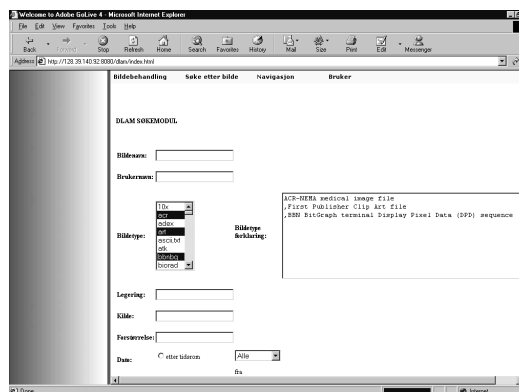 Welcome to Adobe GoLive 4 - Microsoft Internet Explorer
File Edit View Favorites Tools Help
Back Forward Stop Refresh Home Search Favorites History Mail Size Print Edit Messenger
Address http://128.39.140.92:8080/dlam/index.html
Bildebehandling Søke etter bilde Navigasjon Bruker
DLAM SØKEMODUL
Bildenavn:
Brukernavn:
Bildetype:
10x
acr
adex
art
ascii.txt
atk
bbnbg
biorad
Bildetype
forklaring:
ACR-NEMA medical image file
,First Publisher Clip Art file
,BBN BitGraph terminal Display Pixel Data (DPD) sequence
Legering:
Kilde:
Forstørrelse:
Dato: etter tidsrom Alle
fra
Done Internet